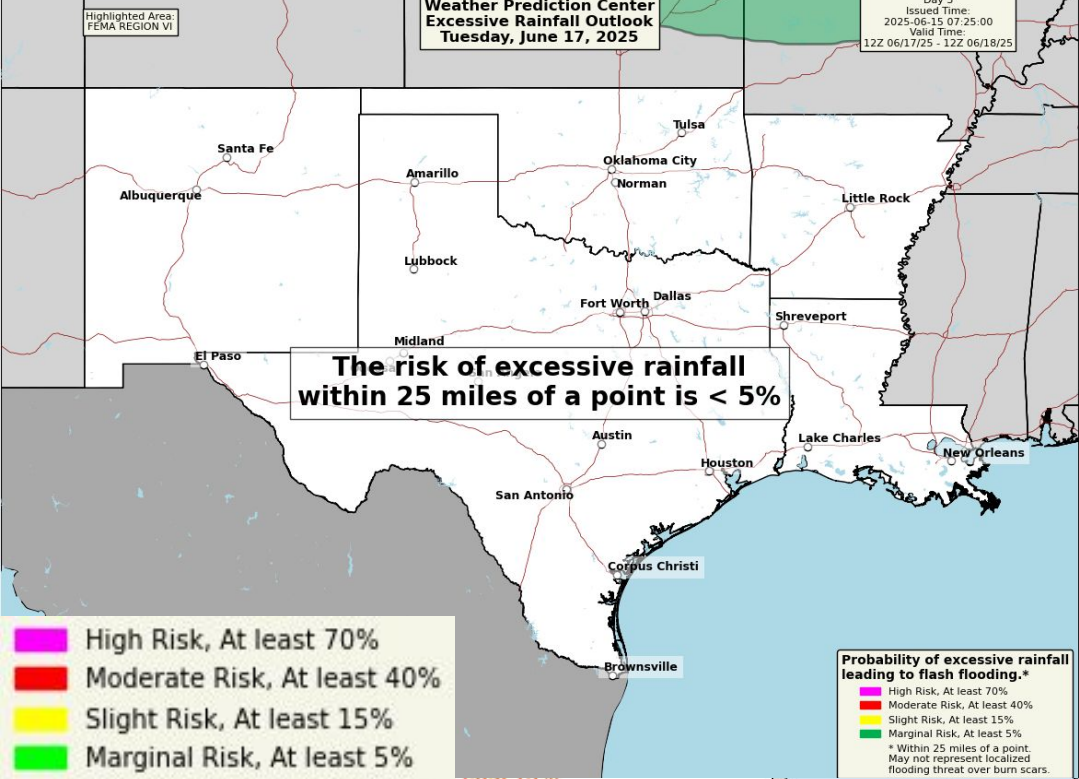 Weather Prediction Center
Excessive Rainfall Outlook
Tuesday, June 17, 2025
Highlighted Area:
FEMA REGION VI
Issued Time:
2025-06-15 07:25:00
Valid Time:
12Z 06/17/25 - 12Z 06/18/25
Tulsa
Santa Fe
Oklahoma City
Amarillo
Norman
Albuquerque
Little Rock
Lubbock
Dallas
Fort Worth
Shreveport
Midland
El Paso
The risk of excessive rainfall
within 25 miles of a point is < 5%
Austin
Lake Charles
New Orleans
Houston
San Antonio
Corpus Christi
Brownsville
High Risk, At least 70%
Moderate Risk, At least 40%
Slight Risk, At least 15%
Marginal Risk, At least 5%
Probability of excessive rainfall
leading to flash flooding.*
High Risk, At least 70%
Moderate Risk, At least 40%
Slight Risk, At least 15%
Marginal Risk, At least 5%
* Within 25 miles of a point.
May not represent localized
flooding threat over burn scars.